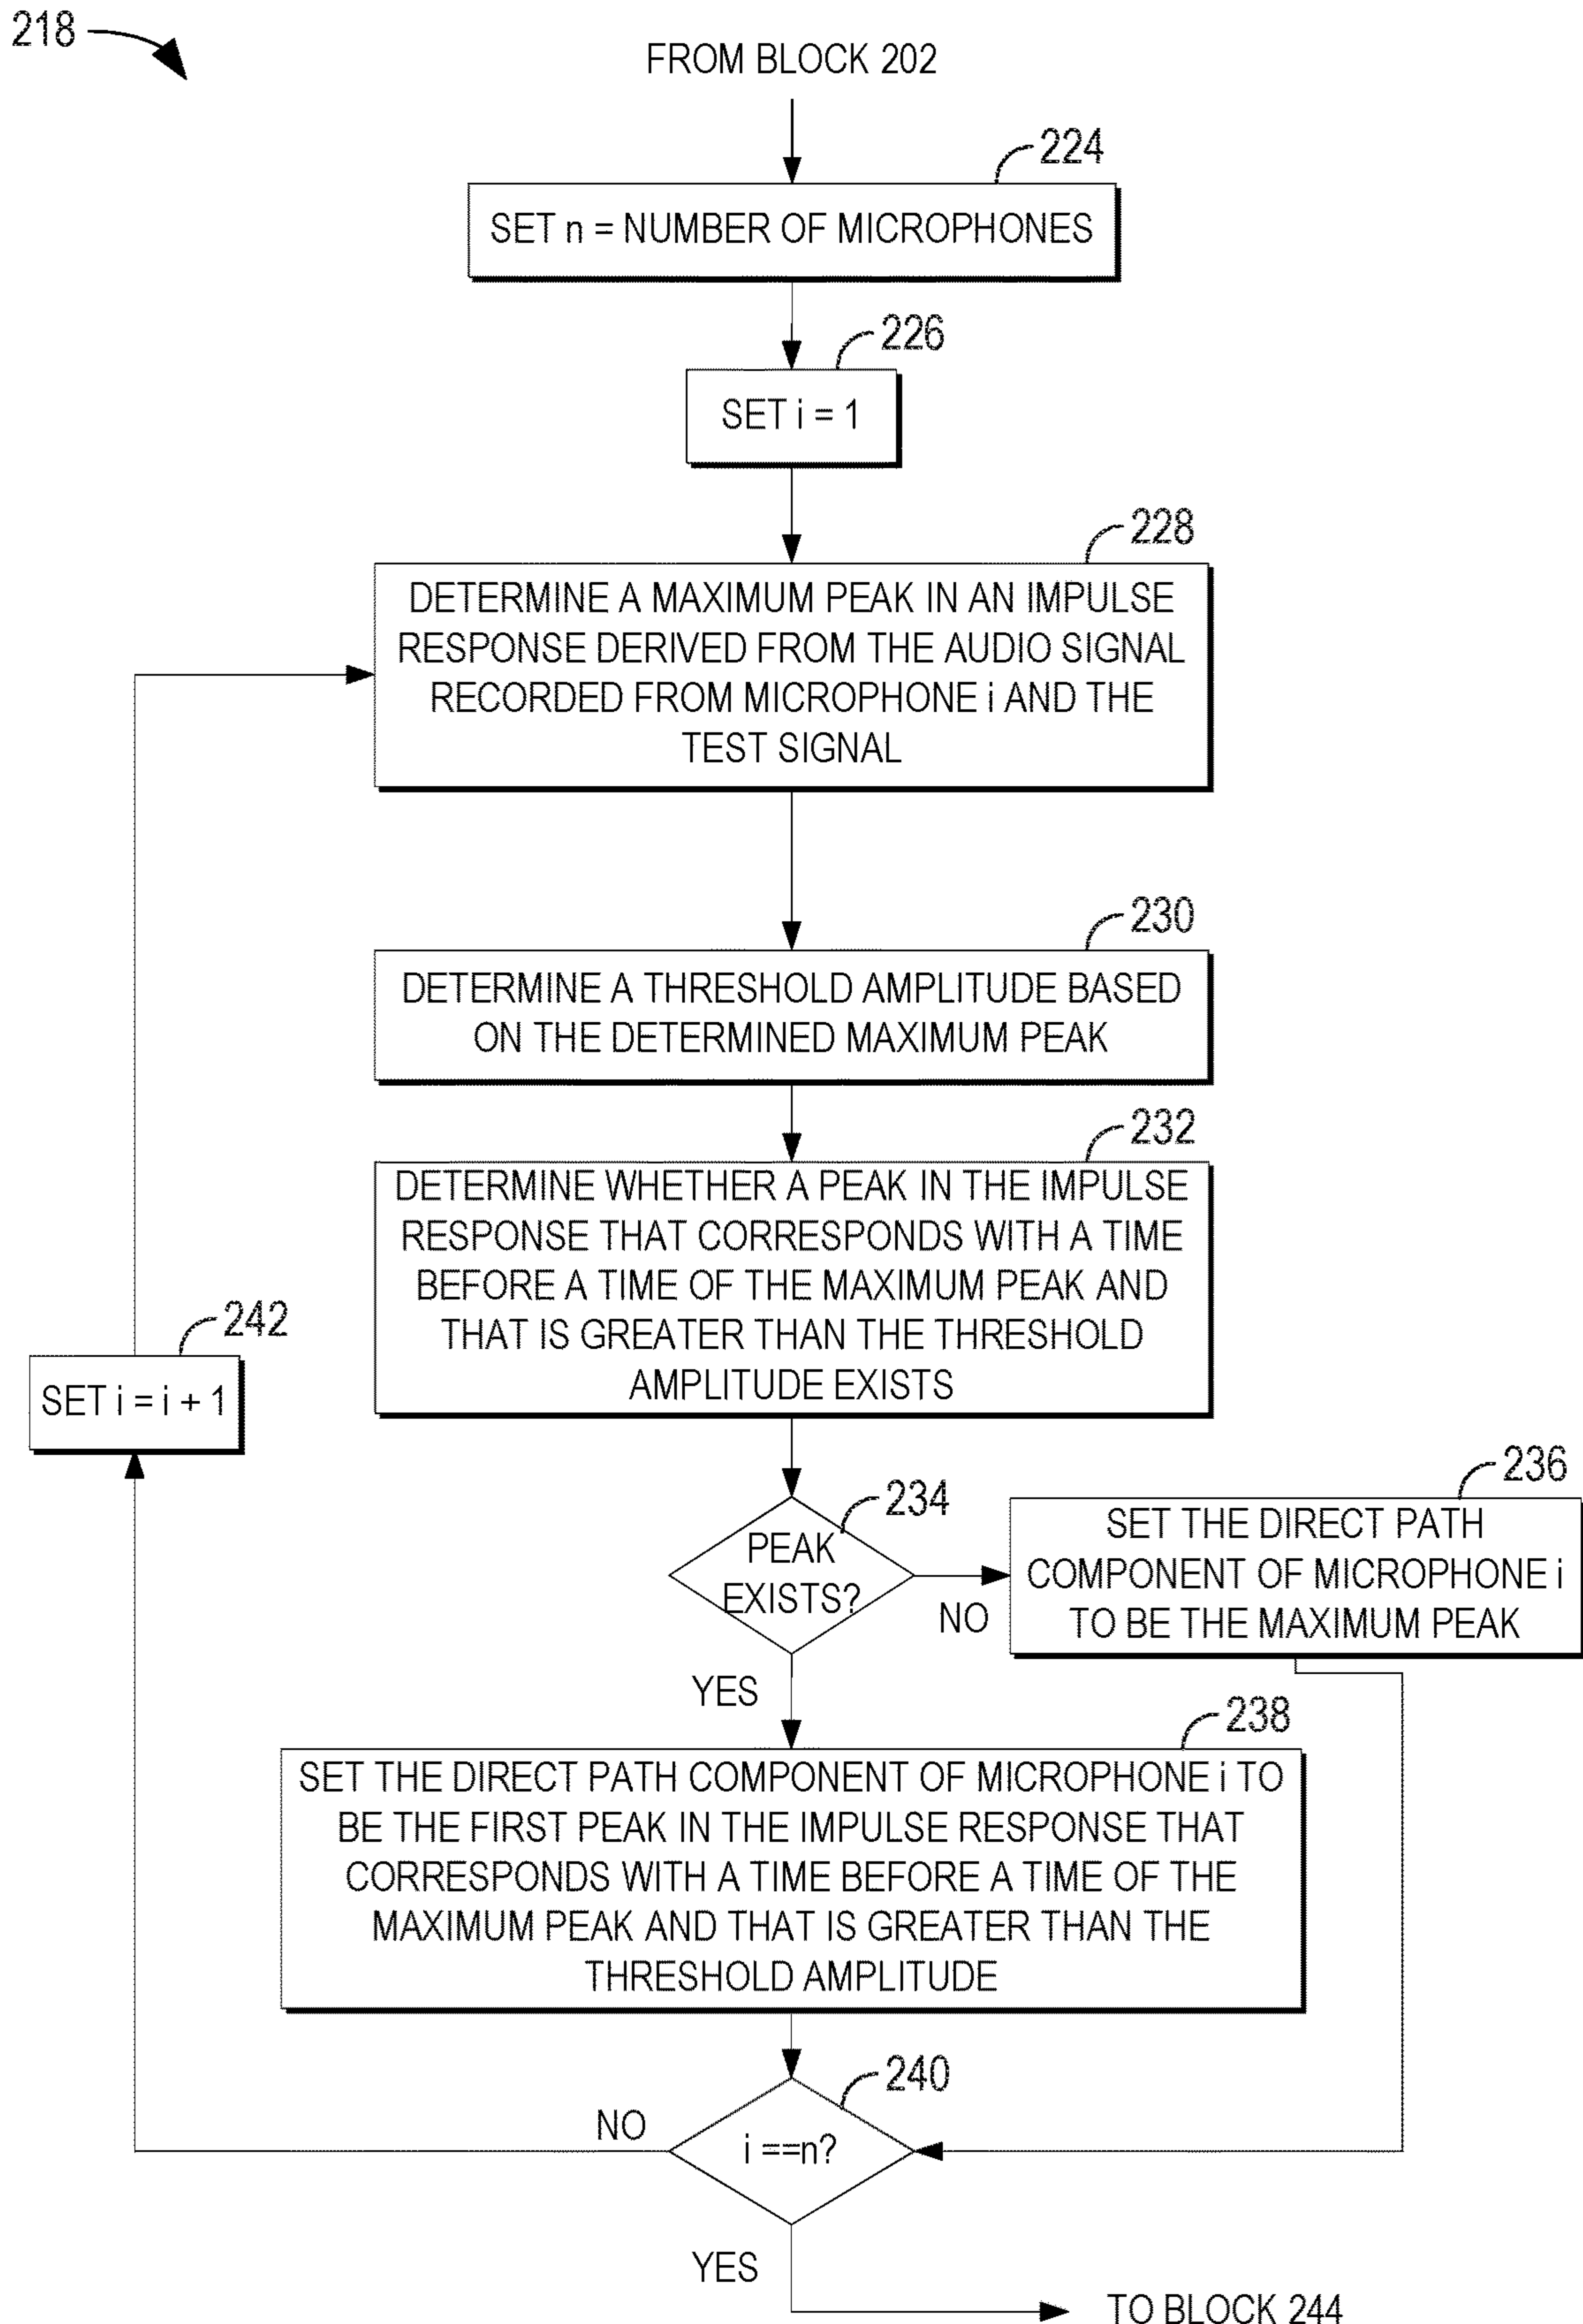 218
FROM BLOCK 202
224
SET n = NUMBER OF MICROPHONES
226
SET i = 1
228
DETERMINE A MAXIMUM PEAK IN AN IMPULSE
RESPONSE DERIVED FROM THE AUDIO SIGNAL
RECORDED FROM MICROPHONE i AND THE
TEST SIGNAL
230
DETERMINE A THRESHOLD AMPLITUDE BASED
ON THE DETERMINED MAXIMUM PEAK
232
DETERMINE WHETHER A PEAK IN THE IMPULSE
RESPONSE THAT CORRESPONDS WITH A TIME
BEFORE A TIME OF THE MAXIMUM PEAK AND
THAT IS GREATER THAN THE THRESHOLD
AMPLITUDE EXISTS
242
SET i = i + 1
234
PEAK
EXISTS?
NO
236
SET THE DIRECT PATH
COMPONENT OF MICROPHONE i
TO BE THE MAXIMUM PEAK
YES
238
SET THE DIRECT PATH COMPONENT OF MICROPHONE i TO
BE THE FIRST PEAK IN THE IMPULSE RESPONSE THAT
CORRESPONDS WITH A TIME BEFORE A TIME OF THE
MAXIMUM PEAK AND THAT IS GREATER THAN THE
THRESHOLD AMPLITUDE
240
NO
i ==n?
YES
TO BLOCK 244